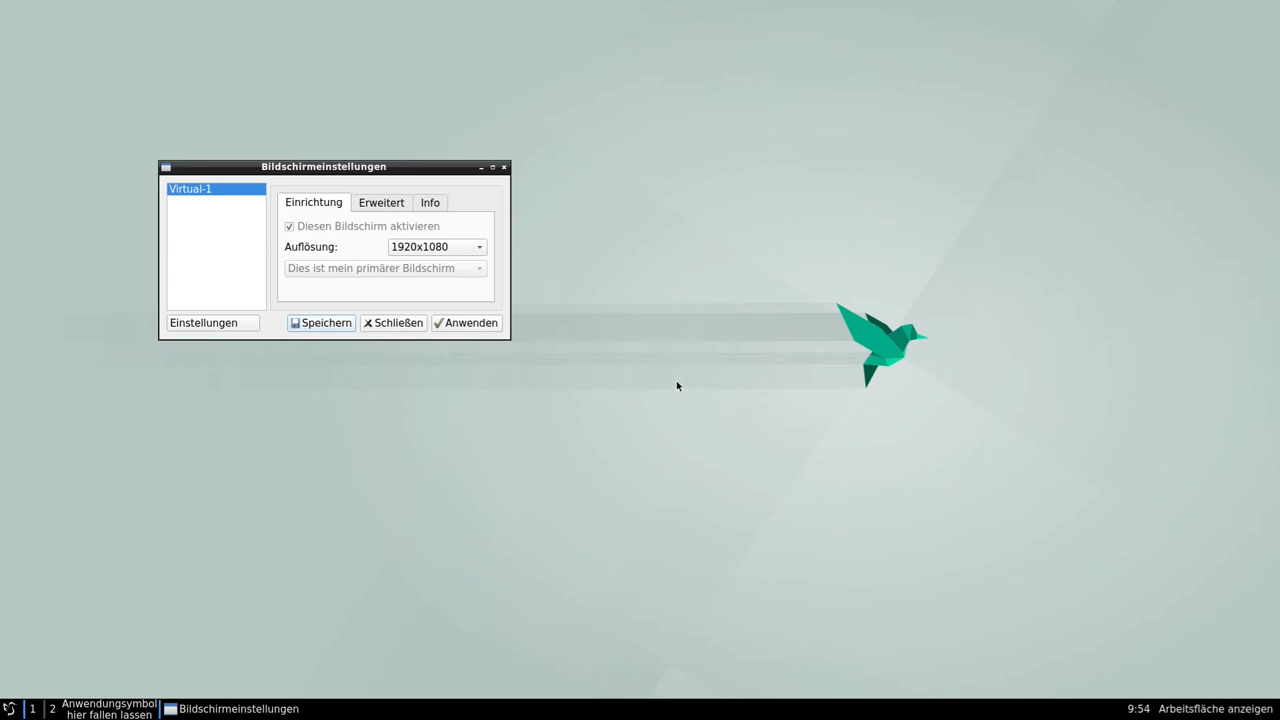 Bildschirmeinstellungen
Virtual-1
Einrichtung Erweitert Info
Diesen Bildschirm aktivieren
Auflösung: 1920x1080
Dies ist mein primärer Bildschirm
Einstellungen Speichern Schließen Anwenden
1 2 Anwendungsymbol
hier fallen lassen Bildschirmeinstellungen 9:54 Arbeitsfläche anzeigen